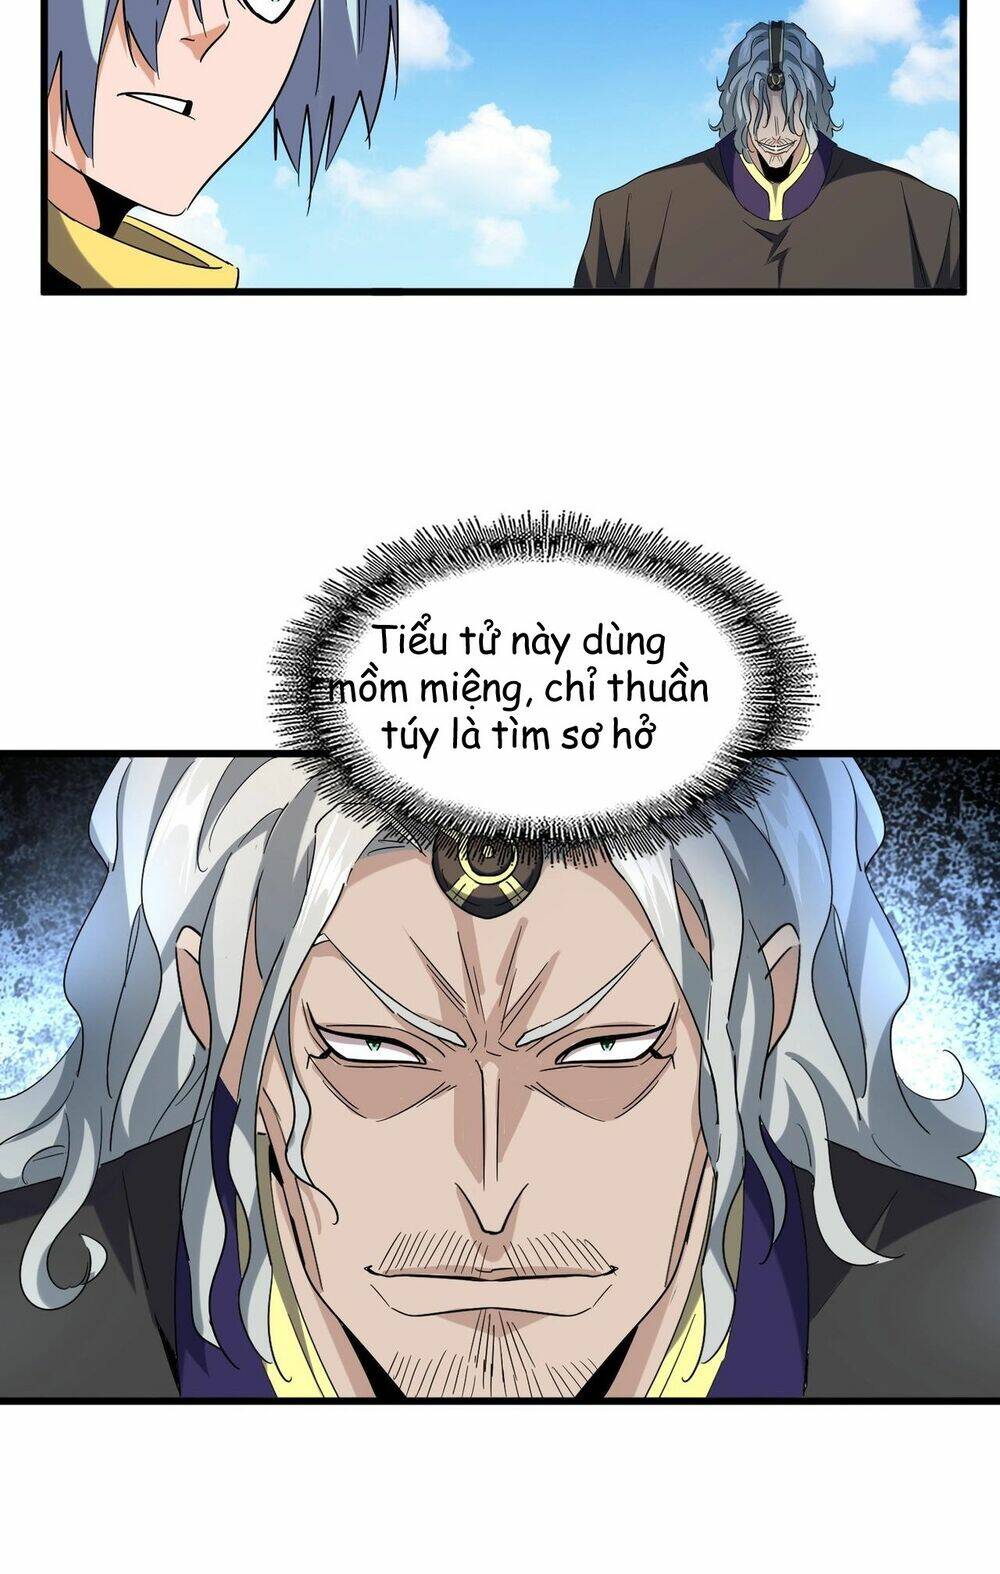 Tiểu tử này dùng
mồm miệng, chỉ thuần
túy là tìm sơ hở